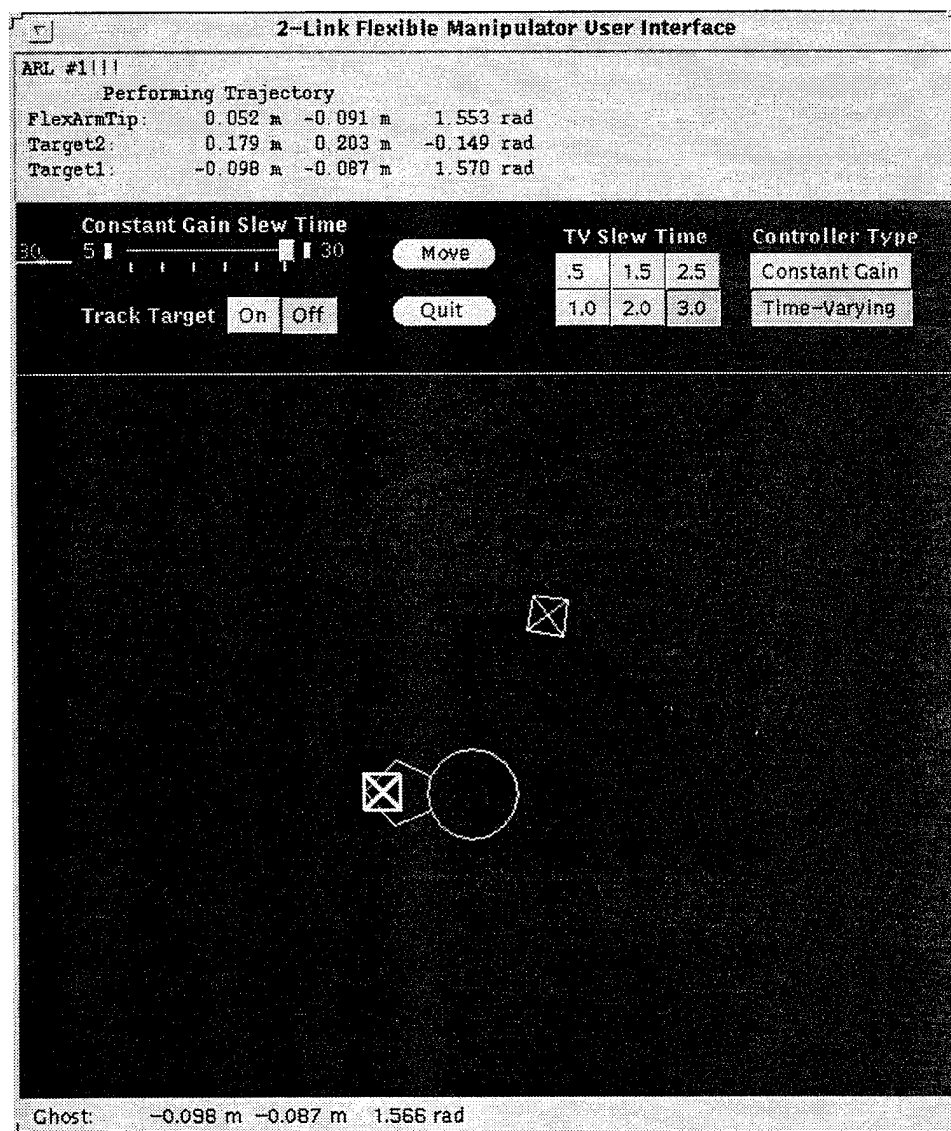 2-Link Flexible Manipulator User Interface
ARL #1!!!
Performing Trajectory
FlexArmTip: 0.052 m -0.091 m 1.553 rad
Target2: 0.179 m 0.203 m -0.149 rad
Target1: -0.098 m -0.087 m 1.570 rad
Constant Gain Slew Time
30 5 30
Move
Track Target On Off
Quit
TV Slew Time
.5 1.5 2.5
1.0 2.0 3.0
Controller Type
Constant Gain
Time-Varying
Ghost: -0.098 m -0.087 m 1.566 rad